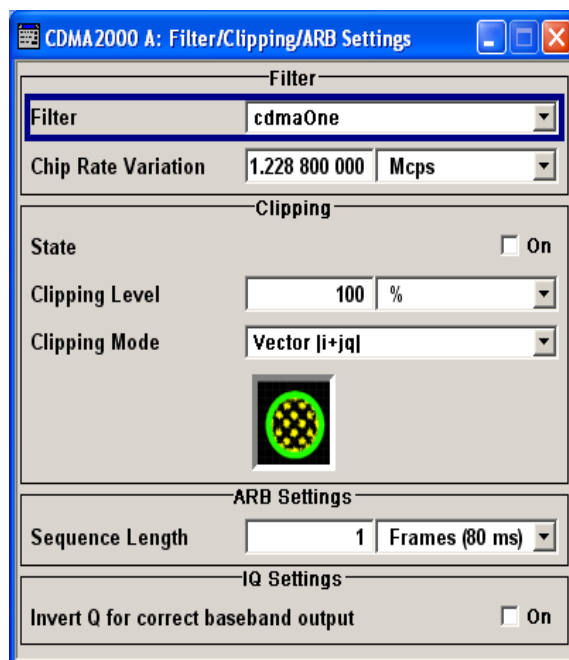 CDMA2000 A: Filter/Clipping/ARB Settings
Filter
Filter cdmaOne
Chip Rate Variation 1.228 800 000 Mcps
Clipping
State On
Clipping Level 100 %
Clipping Mode Vector |i+jq|
ARB Settings
Sequence Length 1 Frames (80 ms)
IQ Settings
Invert Q for correct baseband output On